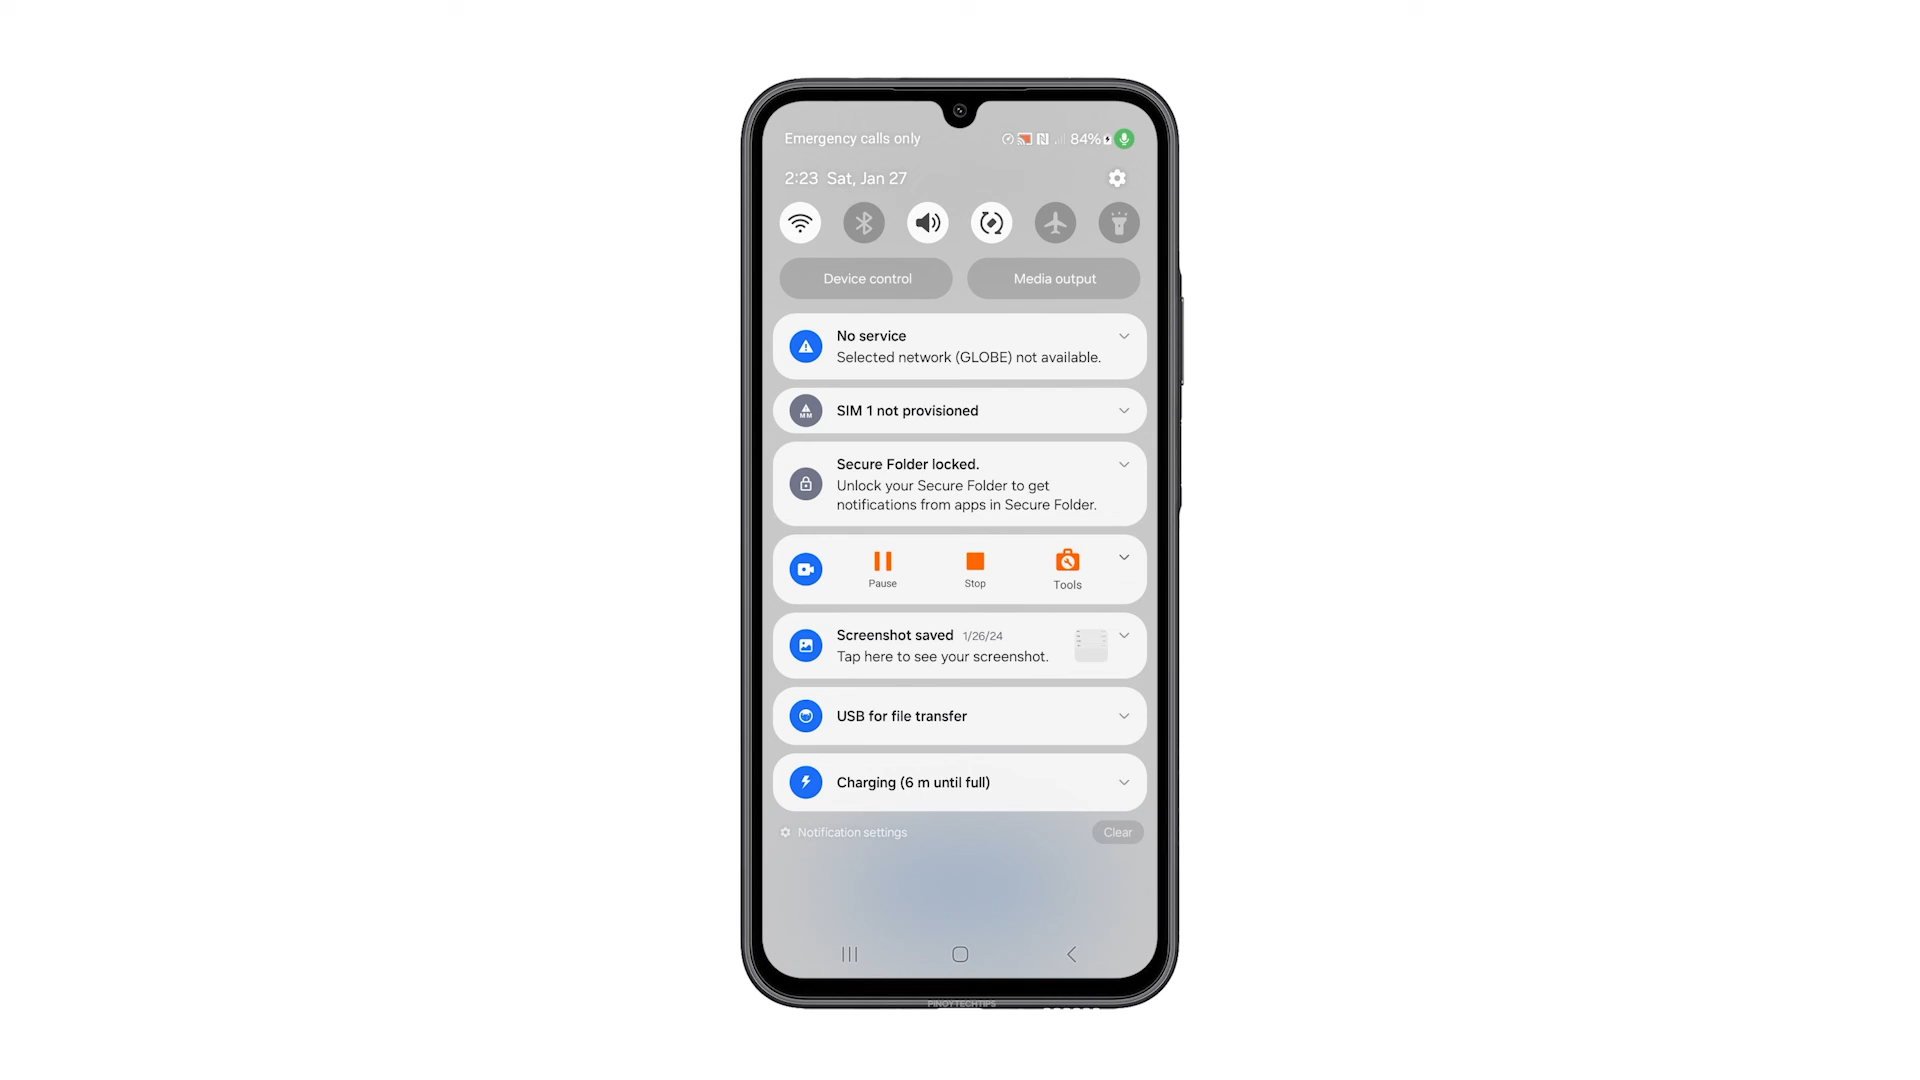 Emergency calls only 84%
2:23 Sat, Jan 27
Device control Media output
No service
Selected network (GLOBE) not available.
SIM 1 not provisioned
Secure Folder locked.
Unlock your Secure Folder to get
notifications from apps in Secure Folder.
Pause Stop Tools
Screenshot saved 1/26/24
Tap here to see your screenshot.
USB for file transfer
Charging (6 m until full)
Notification settings Clear
PINOYTECHTIPS